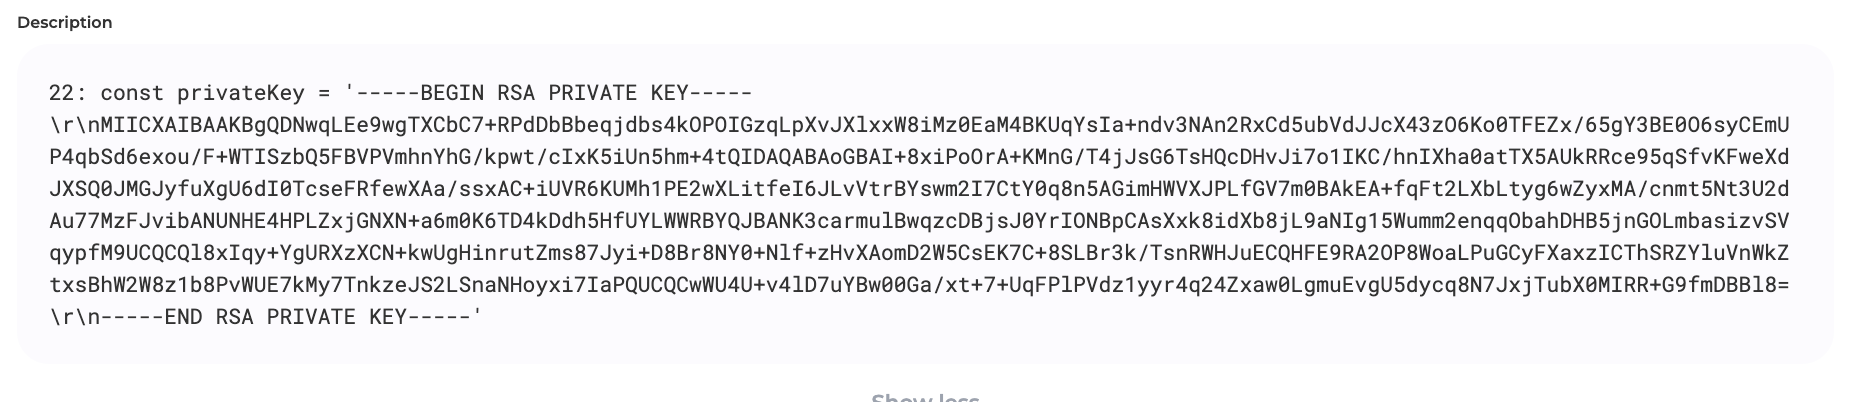 Description
22: const privateKey = '-----BEGIN RSA PRIVATE KEY-----
\r\nMIICXAIBAAKBgQDNwqLEe9wgTXCbC7+RPdDbBbeqjdbs4kOPOIGzqLpXvJXlxxW8iMz0EaM4BKUqYsIa+ndv3NAn2RxCd5ubVdJJcX43zO6Ko0TFEZx/65gY3BE0O6syCEmU
P4qbSd6exou/F+WTISzbQ5FBVPVmhnYhG/kpwt/cIxK5iUn5hm+4tQIDAQABAoGBAI+8xiPoOrA+KMnG/T4jJsG6TsHQcDHvJi7o1IKC/hnIXha0atTX5AUkRRce95qSfvKFweXd
JXSQ0JMGJyfuXgU6dI0TcseFRfewXAa/ssxAC+iUVR6KUMh1PE2wXLitfeI6JLvVtrBYswm2I7CtY0q8n5AGimHWVXJPLfGV7m0BAkEA+fqFt2LXbLtyg6wZyxMA/cnmt5Nt3U2d
Au77MzFJvibANUNHE4HPLZxjGNXN+a6m0K6TD4kDdh5HfUYLWWRBYQJBANK3carmulBwqzcDBjsJ0YrIONBpCAsXxk8idXb8jL9aNIg15Wumm2enqqObahDHB5jnGOLmbasizvSV
qypfM9UCQCQl8xIqy+YgURXzXCN+kwUgHinrutZms87Jyi+D8Br8NY0+Nlf+zHvXAomD2W5CsEK7C+8SLBr3k/TsnRWHJuECQHFE9RA2OP8WoaLPuGCyFXaxzICThSRZYluVnWkZ
txsBhW2W8z1b8PvWUE7kMy7TnkzeJS2LSnaNHoyxi7IaPQUCQCwWU4U+v4lD7uYBw00Ga/xt+7+UqFPlPVdz1yyr4q24Zxaw0LgmuEvgU5dycq8N7JxjTubX0MIRR+G9fmDBBl8=
\r\n-----END RSA PRIVATE KEY-----'
Show less